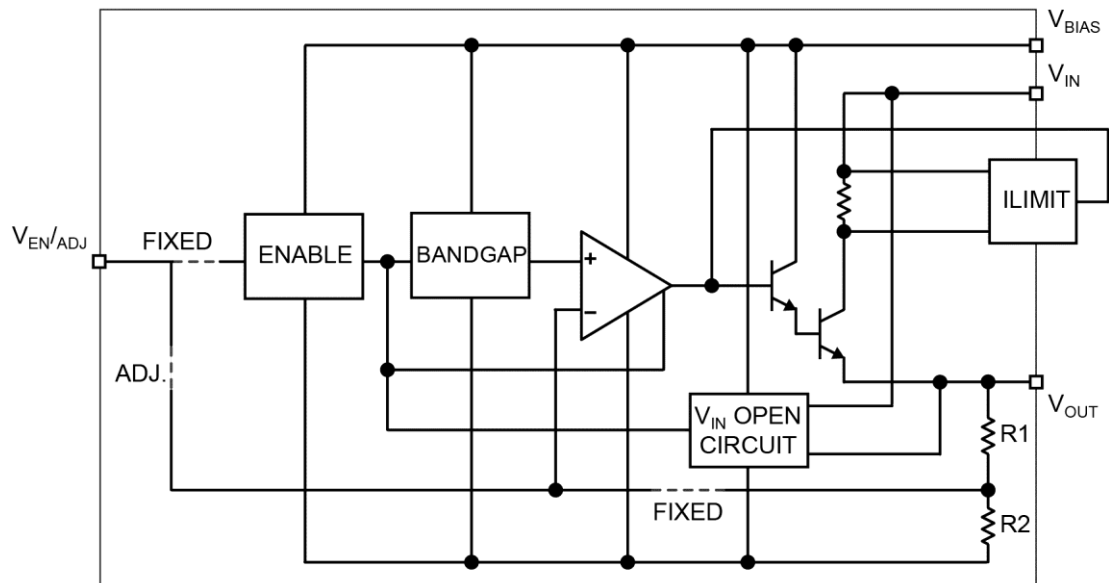 VBIAS
VIN
ILIMIT
VEN/ADJ
FIXED
ENABLE
BANDGAP
+
−
ADJ.
VIN OPEN
CIRCUIT
VOUT
R1
FIXED
R2